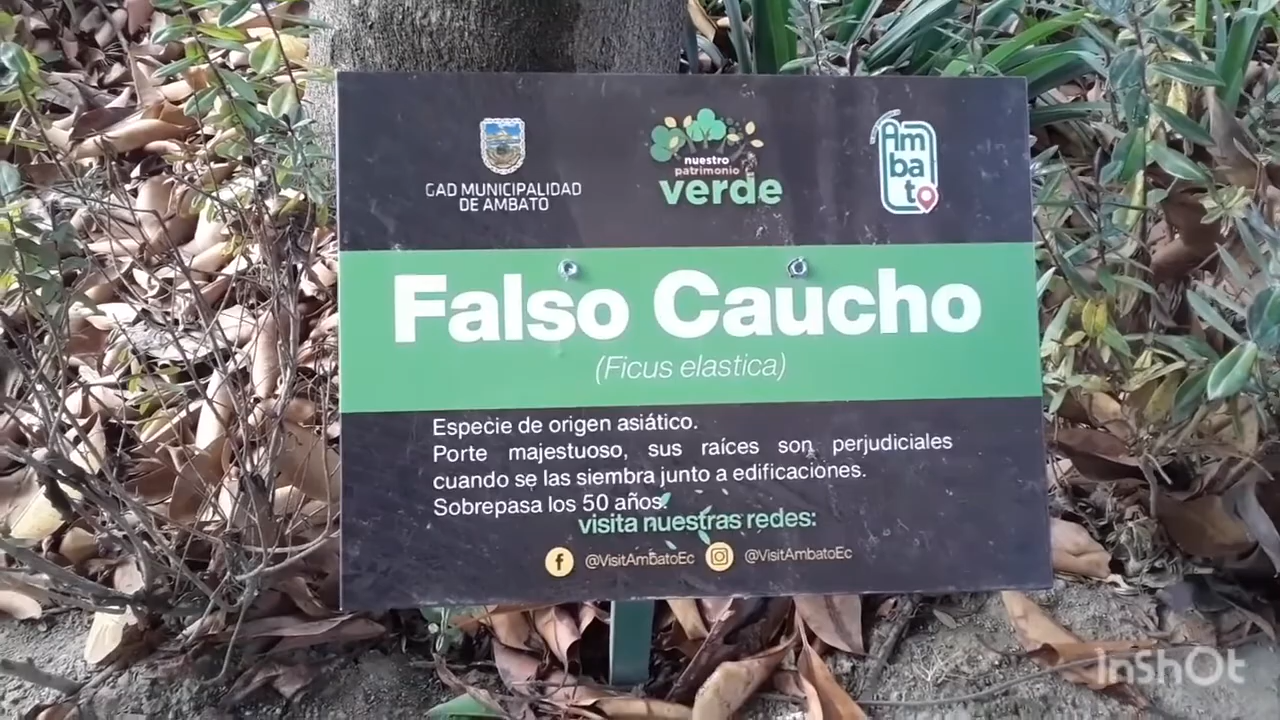 GAD MUNICIPALIDAD
DE AMBATO
nuestro
patrimonio
verde
Am
ba
to
Falso Caucho
(Ficus elastica)
Especie de origen asiático.
Porte majestuoso, sus raíces son perjudiciales
cuando se las siembra junto a edificaciones.
Sobrepasa los 50 años.
visita nuestras redes:
@VisitAmbatoEc @VisitAmbatoEc
InShOt